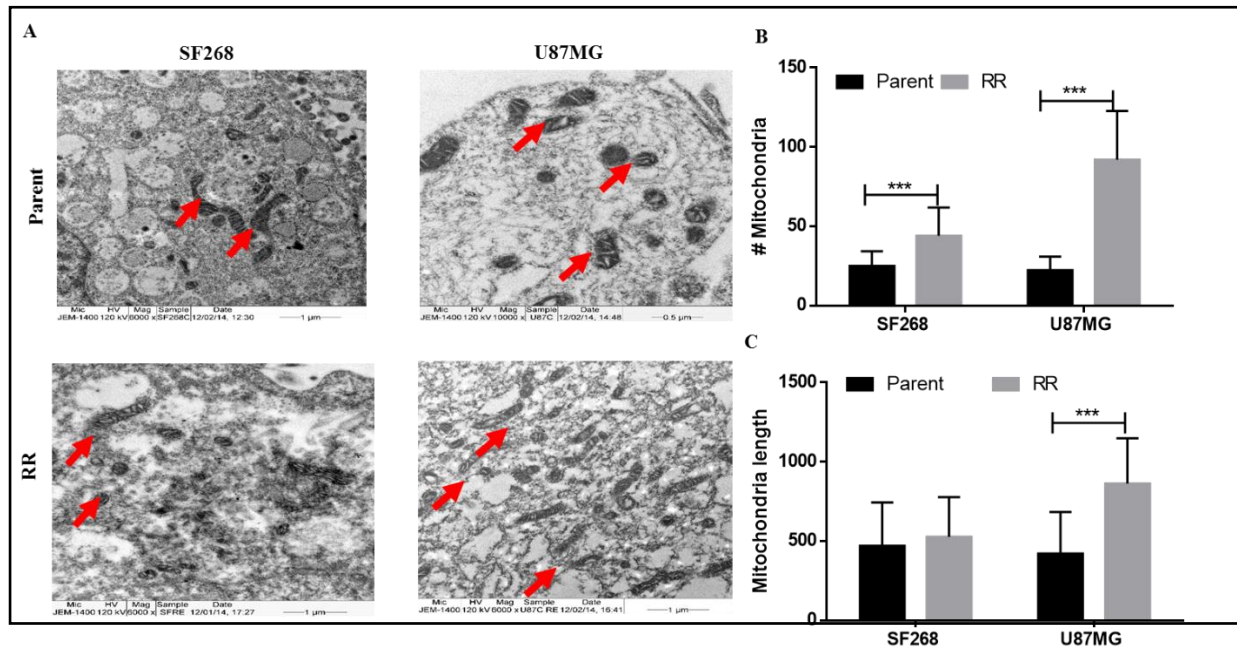 A
SF268
U87MG
Parent
Mic HV Mag Sample Date
JEM-1400 120 kV 6000 x SF268C 12/02/14, 12:30 1 µm
Mic HV Mag Sample Date
JEM-1400 120 kV 10000 x U87C 12/02/14, 14:48 0.5 µm
RR
Mic HV Mag Sample Date
JEM-1400 120 kV 6000 x SFRE 12/01/14, 17:27 1 µm
Mic HV Mag Sample Date
JEM-1400 120 kV 6000 x U87C RE 12/02/14, 16:41 1 µm
B
# Mitochondria
150
100
50
0
Parent RR
***
***
SF268 U87MG
C
Mitochondria length
1500
1000
500
0
Parent RR
***
SF268 U87MG